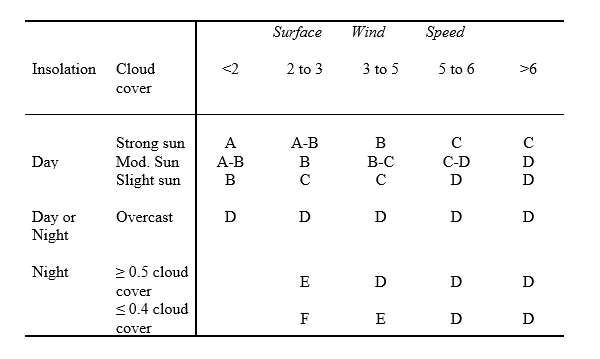 Surface Wind Speed
Insolation Cloud cover <2 2 to 3 3 to 5 5 to 6 >6
Strong sun A A-B B C C
Day Mod. Sun A-B B B-C C-D D
Slight sun B C C D D
Day or Night Overcast D D D D D
Night ≥ 0.5 cloud cover E D D D
≤ 0.4 cloud cover F E D D